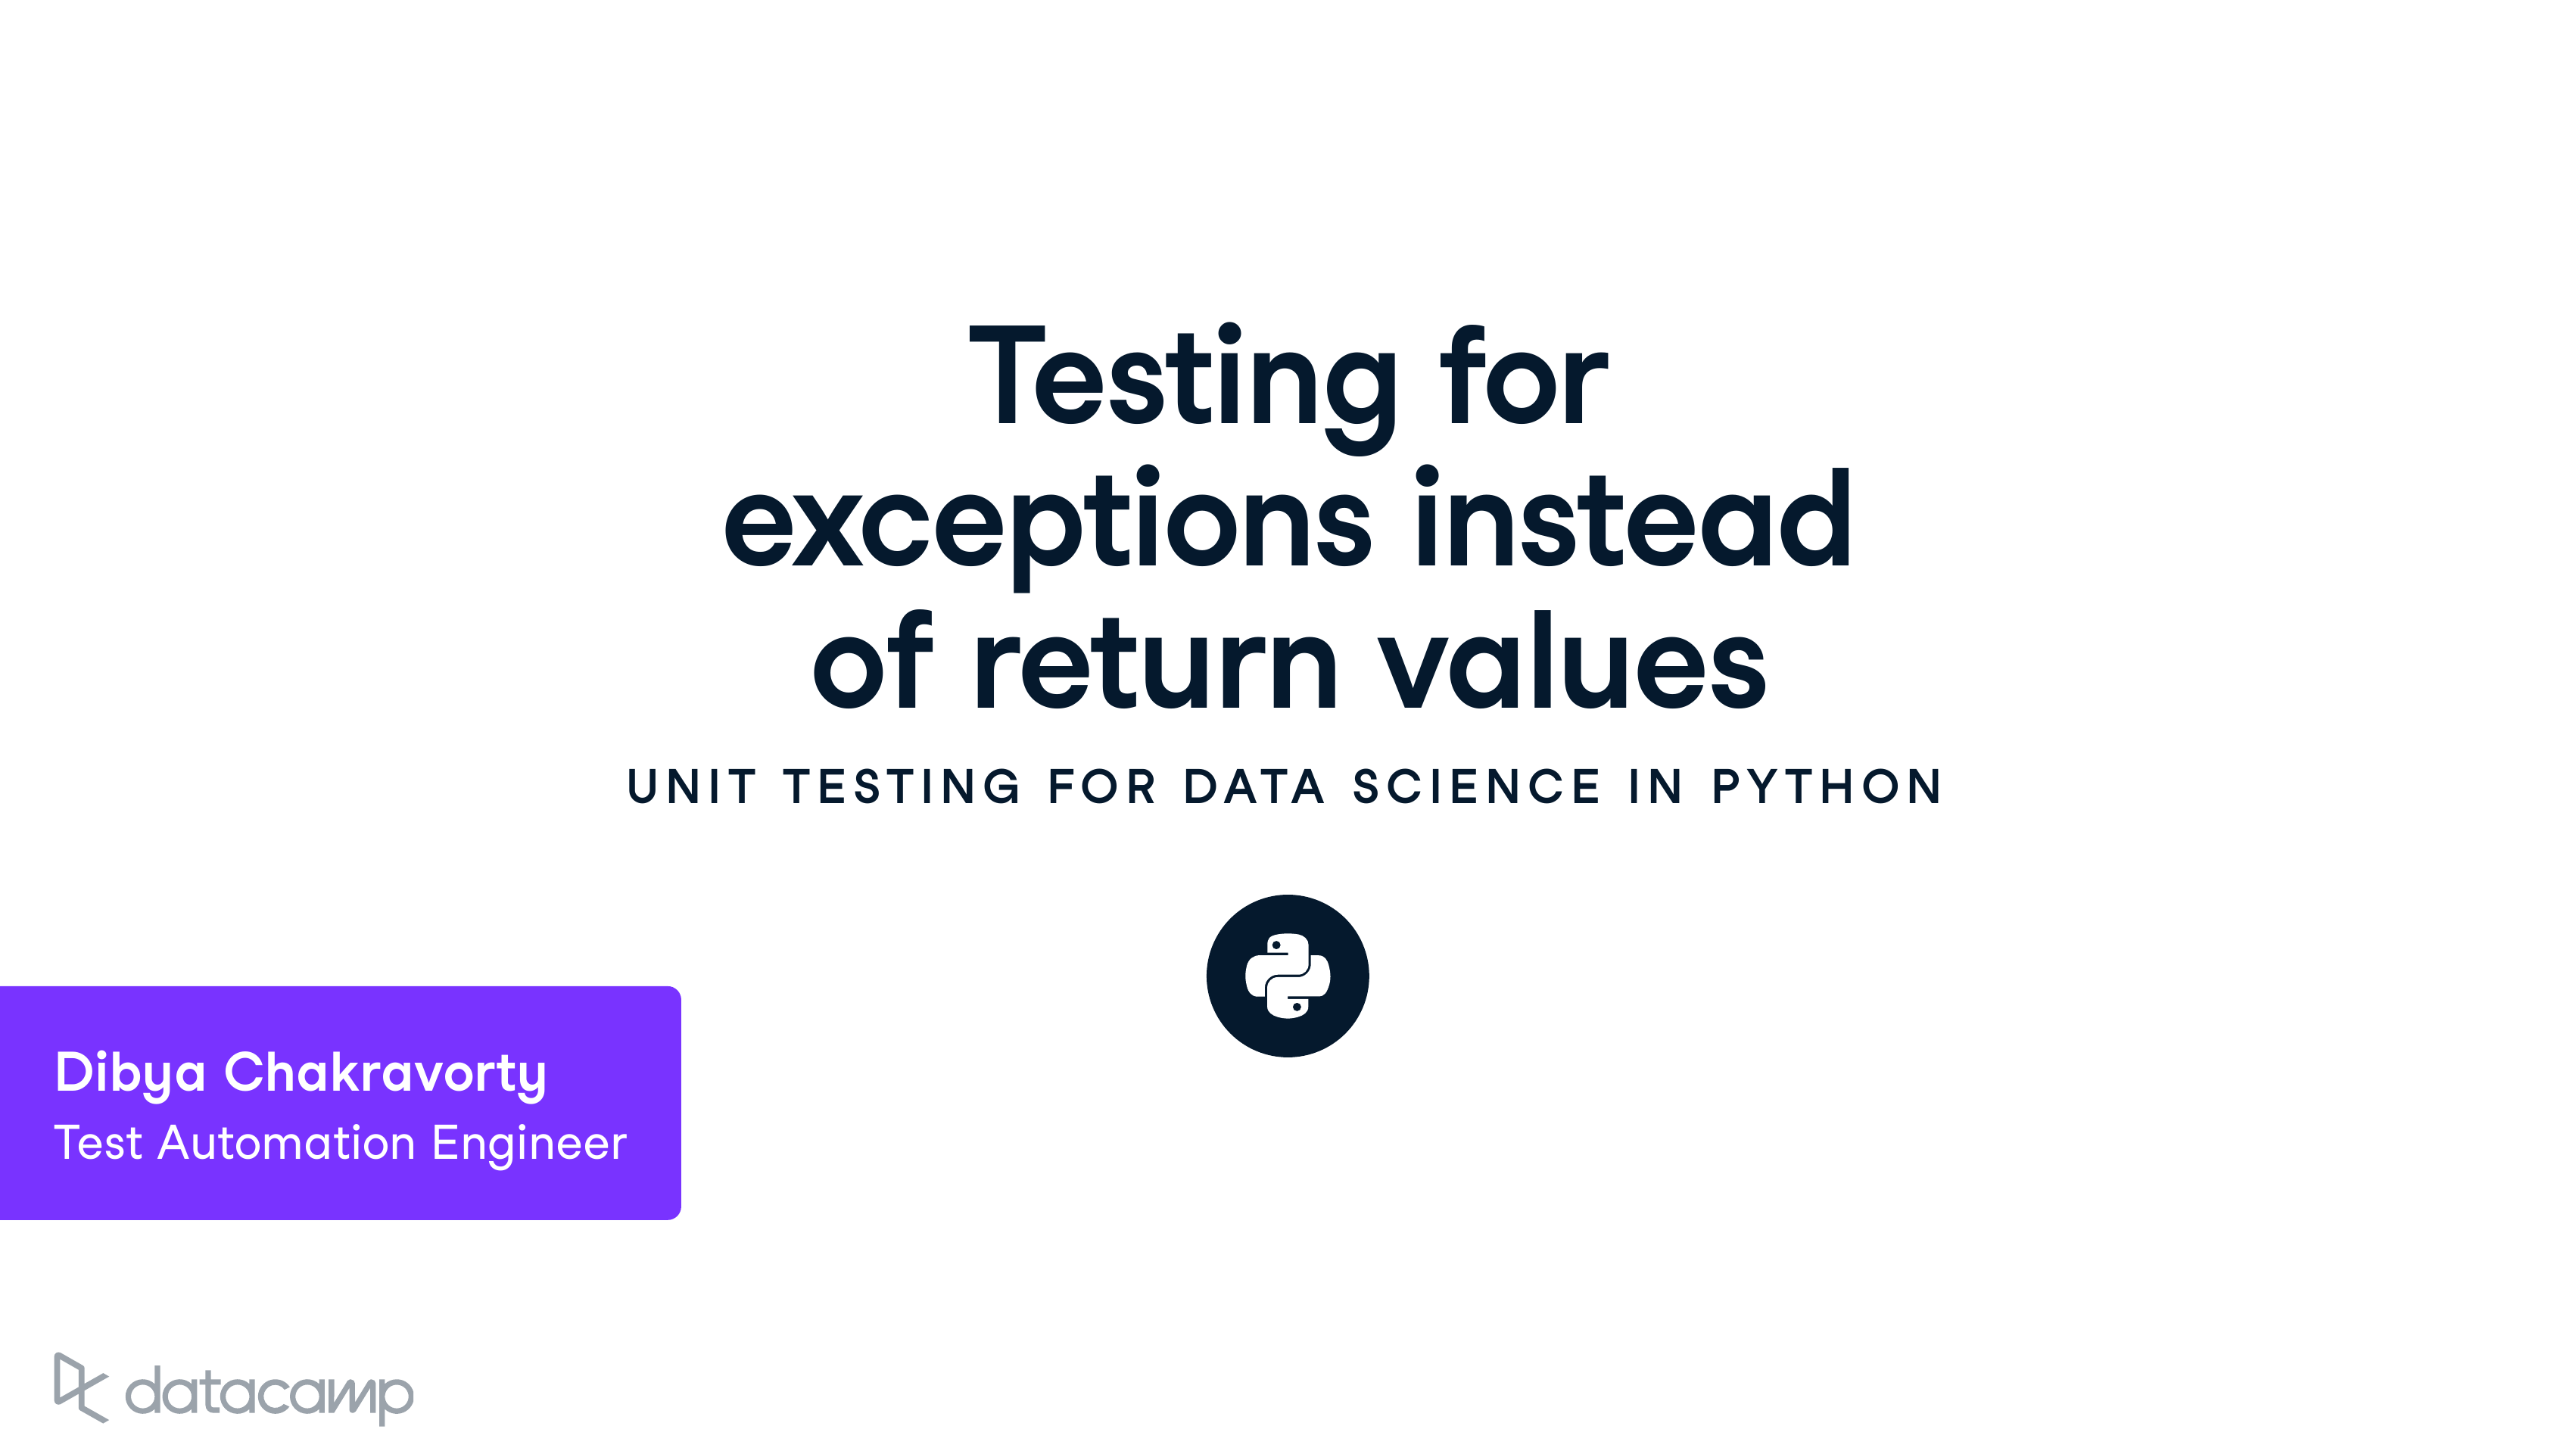 Testing for
exceptions instead
of return values
UNIT TESTING FOR DATA SCIENCE IN PYTHON
Dibya Chakravorty
Test Automation Engineer
datacamp